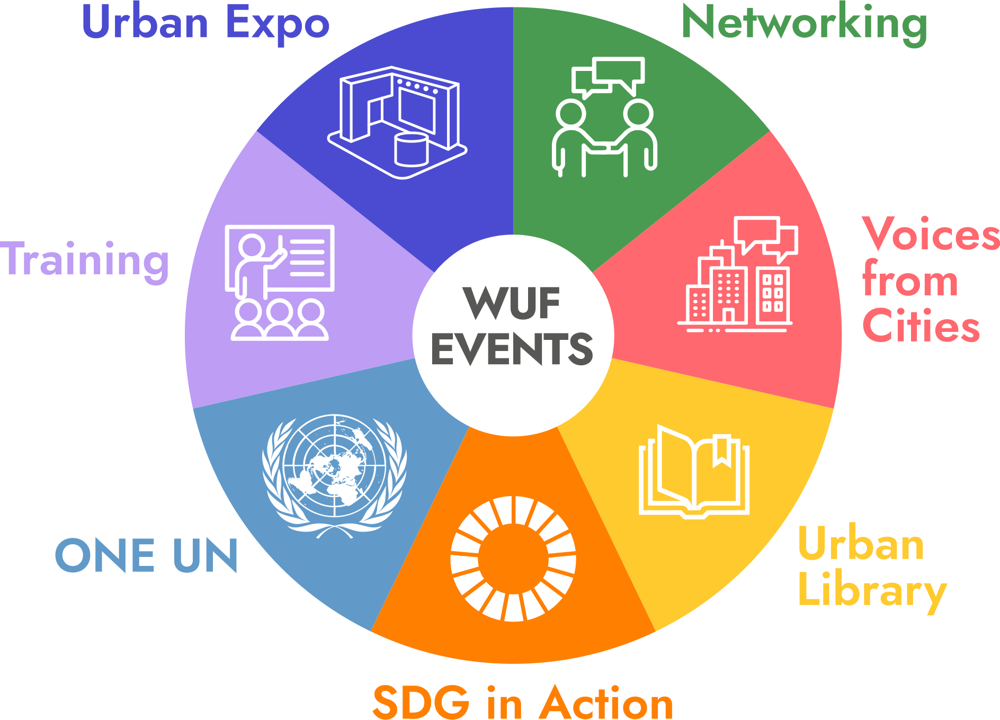 Urban Expo
Networking
Training
Voices
from
Cities
WUF
EVENTS
ONE UN
Urban
Library
SDG in Action